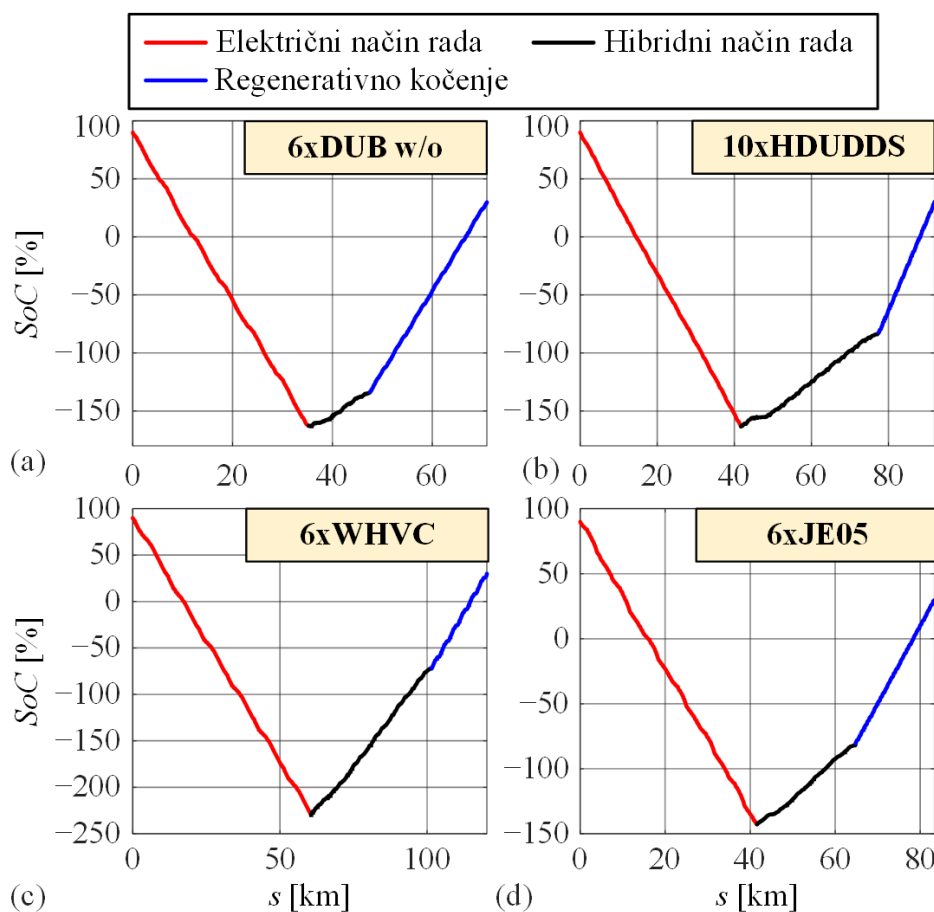 Električni način rada
Hibridni način rada
Regenerativno kočenje
6xDUB w/o
SoC [%]
100
50
0
−50
−100
−150
0 20 40 60
(a)
10xHDUDDS
100
50
0
−50
−100
−150
0 20 40 60 80
(b)
6xWHVC
SoC [%]
100
50
0
−50
−100
−150
−200
−250
0 50 100
s [km]
(c)
6xJE05
100
50
0
−50
−100
−150
0 20 40 60 80
s [km]
(d)